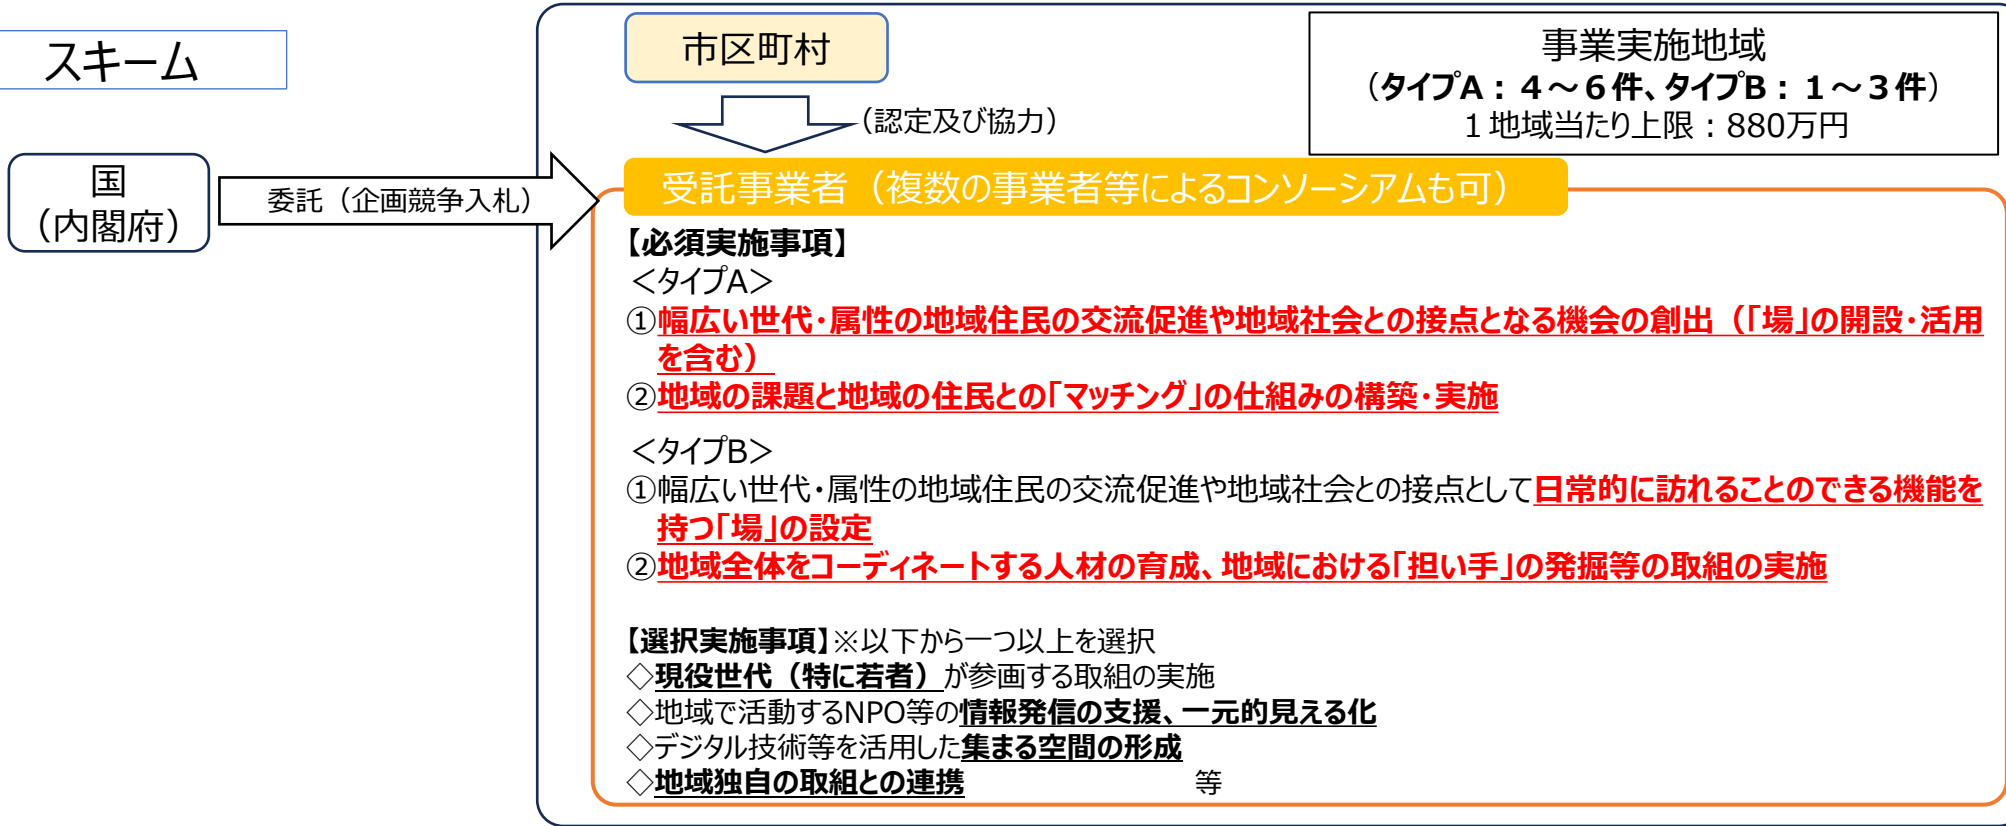 スキーム
国
（内閣府）
委託（企画競争入札）
市区町村
（認定及び協力）
事業実施地域
（タイプA：４～６件、タイプB：１～３件）
１地域当たり上限：880万円
受託事業者（複数の事業者等によるコンソーシアムも可）
【必須実施事項】
＜タイプA＞
①幅広い世代・属性の地域住民の交流促進や地域社会との接点となる機会の創出（「場」の開設・活用
を含む）
②地域の課題と地域の住民との「マッチング」の仕組みの構築・実施
＜タイプB＞
①幅広い世代・属性の地域住民の交流促進や地域社会との接点として日常的に訪れることのできる機能を
持つ「場」の設定
②地域全体をコーディネートする人材の育成、地域における「担い手」の発掘等の取組の実施
【選択実施事項】※以下から一つ以上を選択
◇現役世代（特に若者）が参画する取組の実施
◇地域で活動するNPO等の情報発信の支援、一元的見える化
◇デジタル技術等を活用した集まる空間の形成
◇地域独自の取組との連携　　　　　　　　等